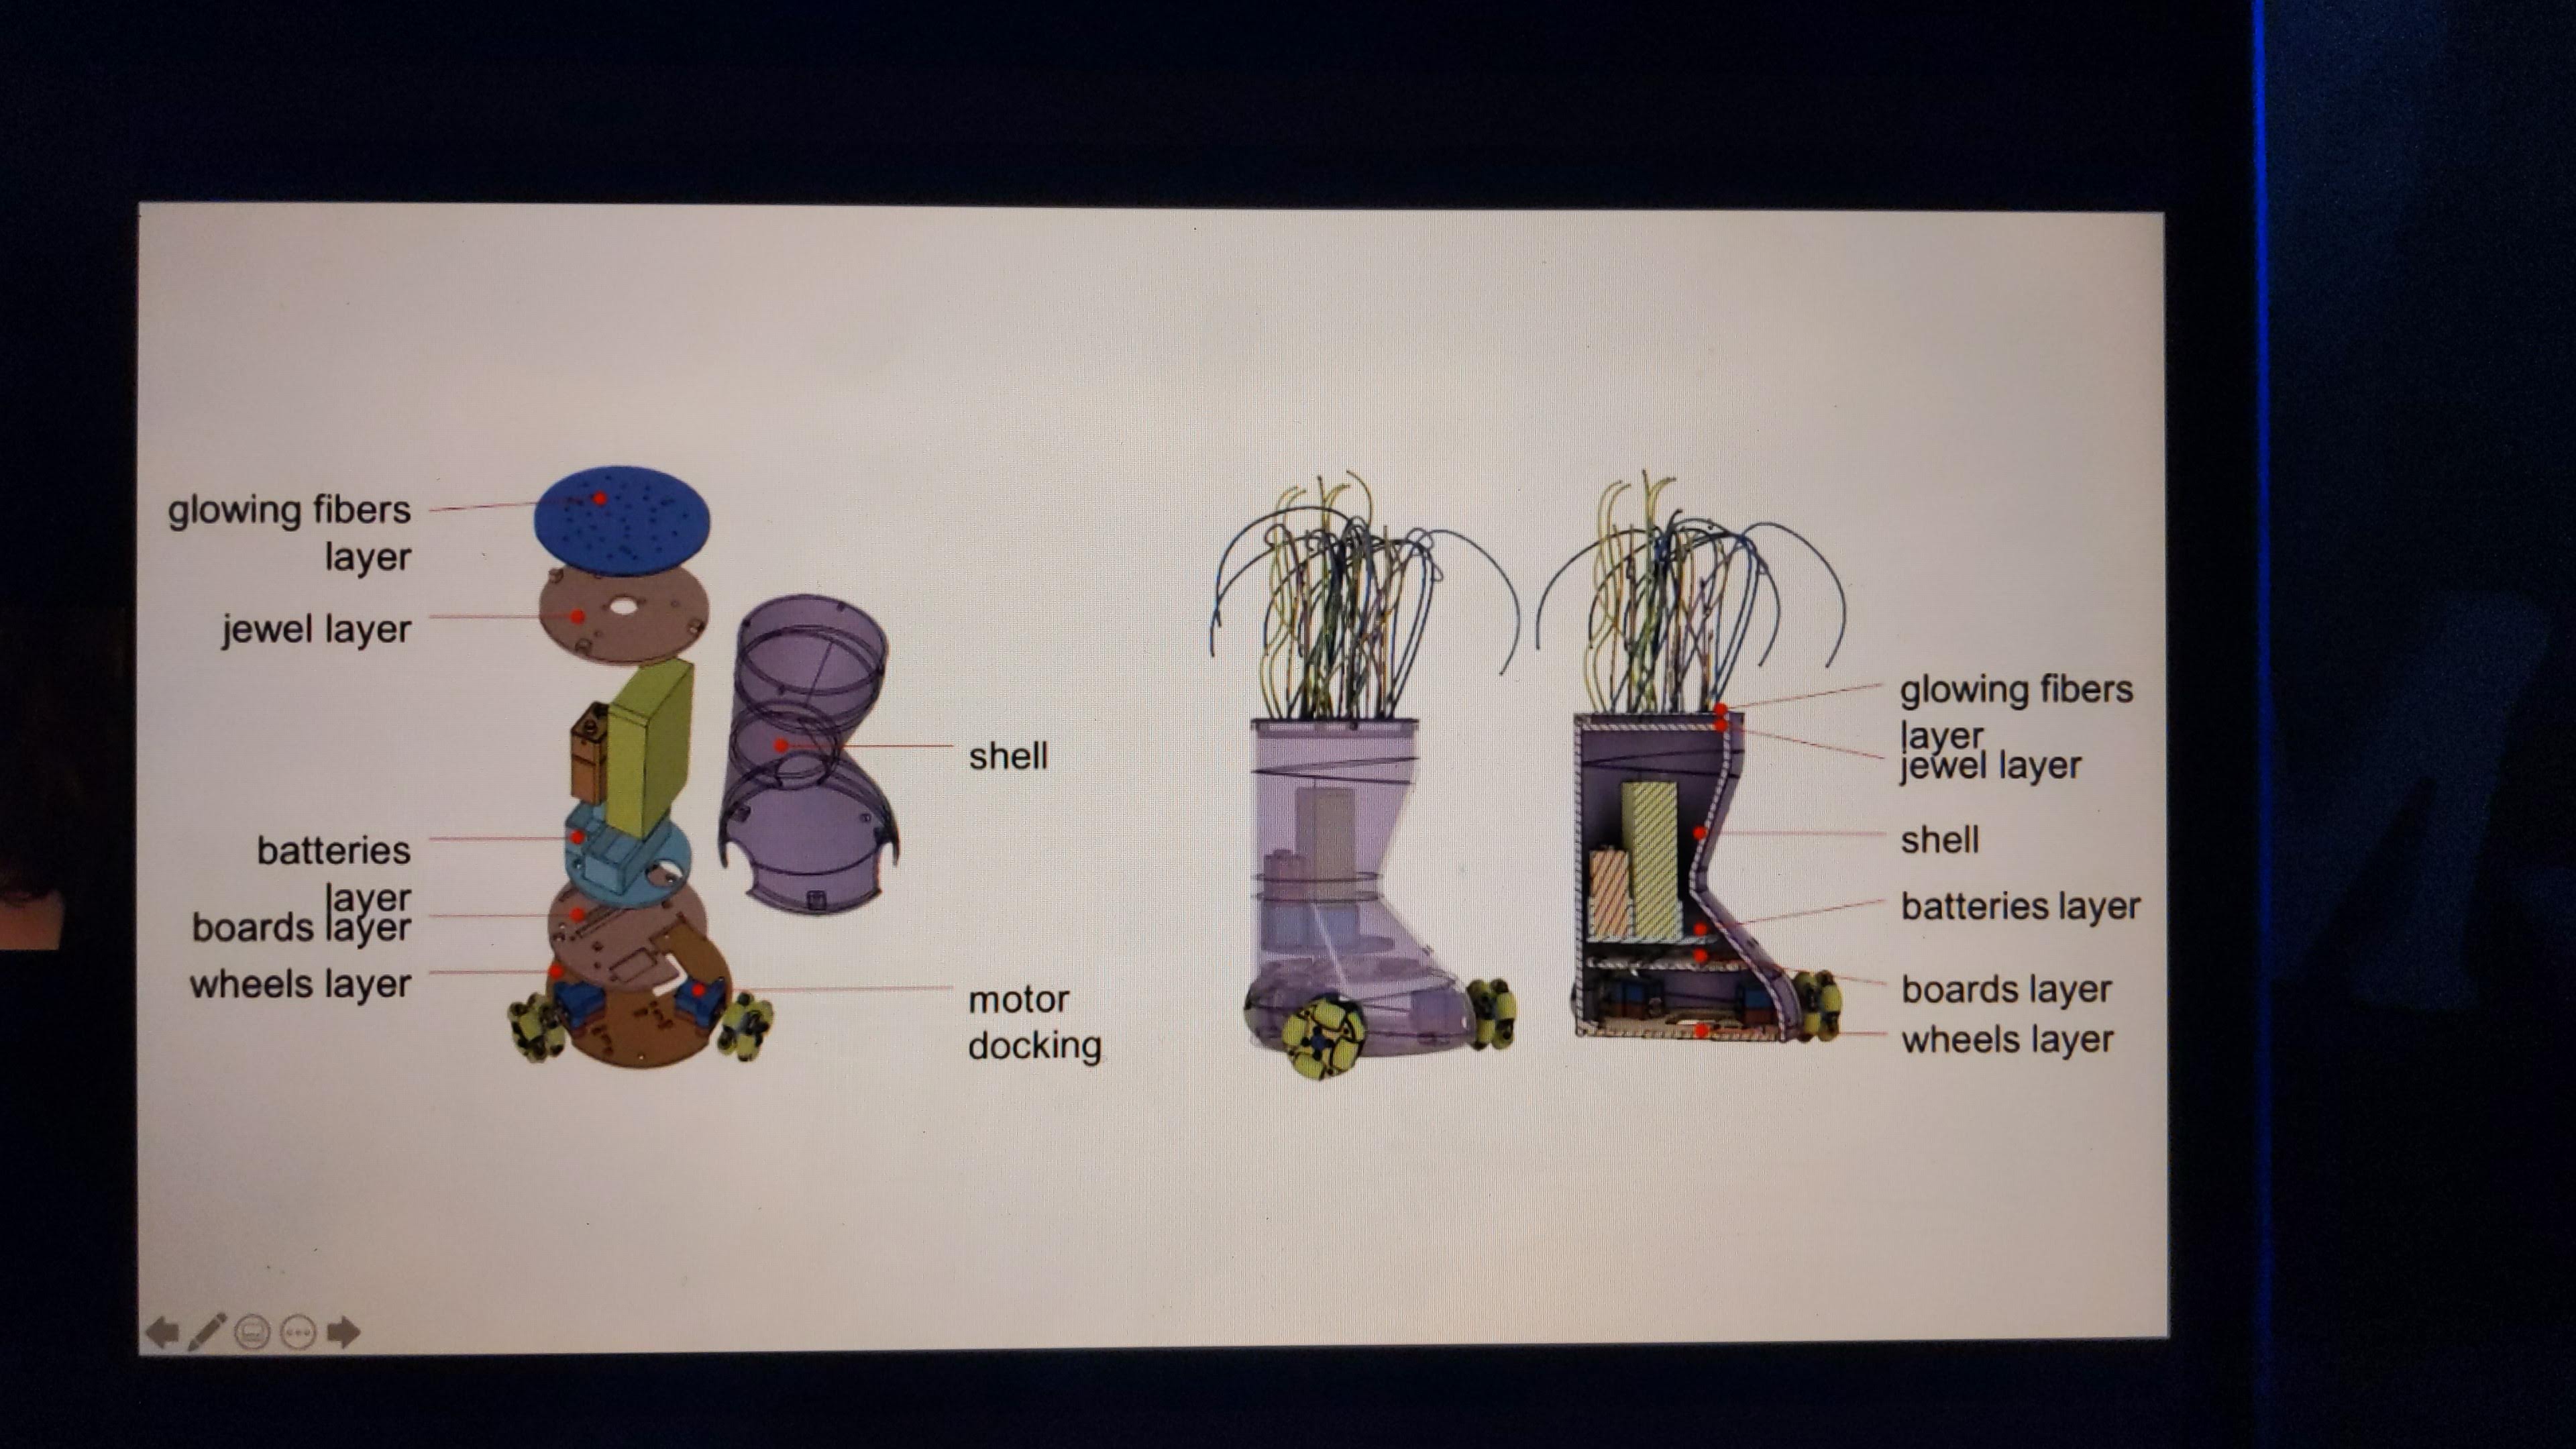 glowing fibers
layer
jewel layer
batteries
layer
boards layer
wheels layer
shell
motor
docking
glowing fibers
layer
jewel layer
shell
batteries layer
boards layer
wheels layer